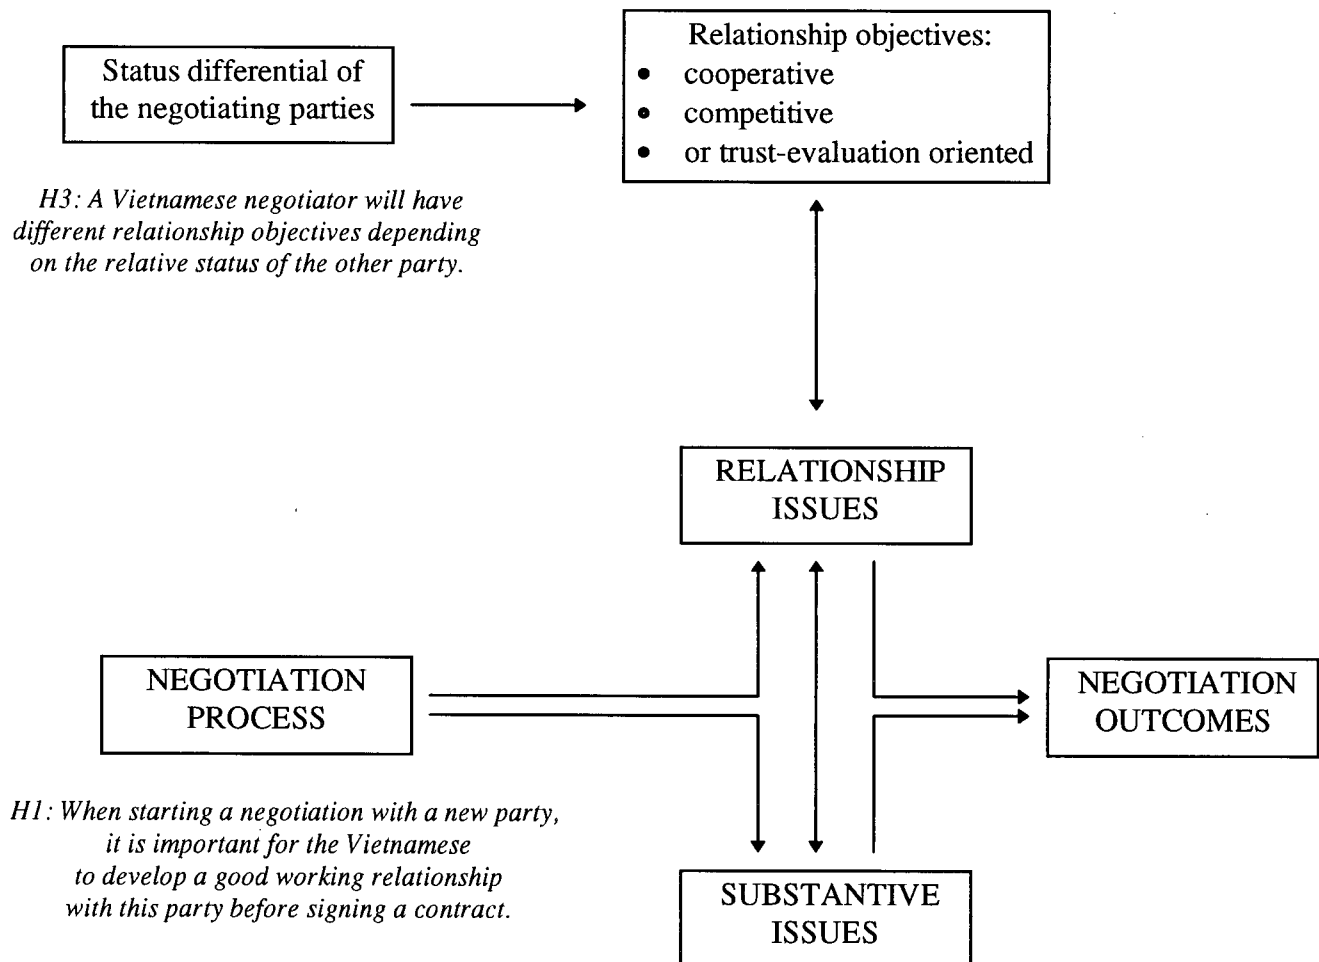 Status differential of
the negotiating parties
Relationship objectives:
• cooperative
• competitive
• or trust-evaluation oriented
H3: A Vietnamese negotiator will have
different relationship objectives depending
on the relative status of the other party.
RELATIONSHIP
ISSUES
NEGOTIATION
PROCESS
NEGOTIATION
OUTCOMES
H1: When starting a negotiation with a new party,
it is important for the Vietnamese
to develop a good working relationship
with this party before signing a contract.
SUBSTANTIVE
ISSUES